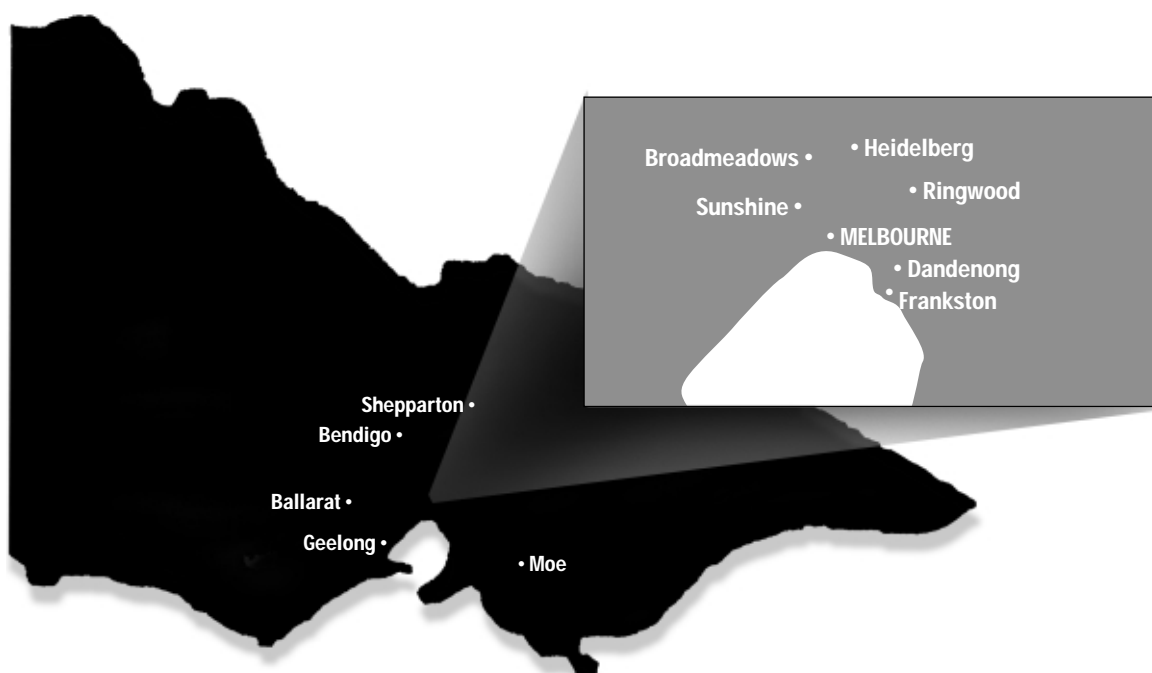 Heidelberg
Broadmeadows
Ringwood
Sunshine
MELBOURNE
Dandenong
Frankston
Shepparton
Bendigo
Ballarat
Geelong
Moe